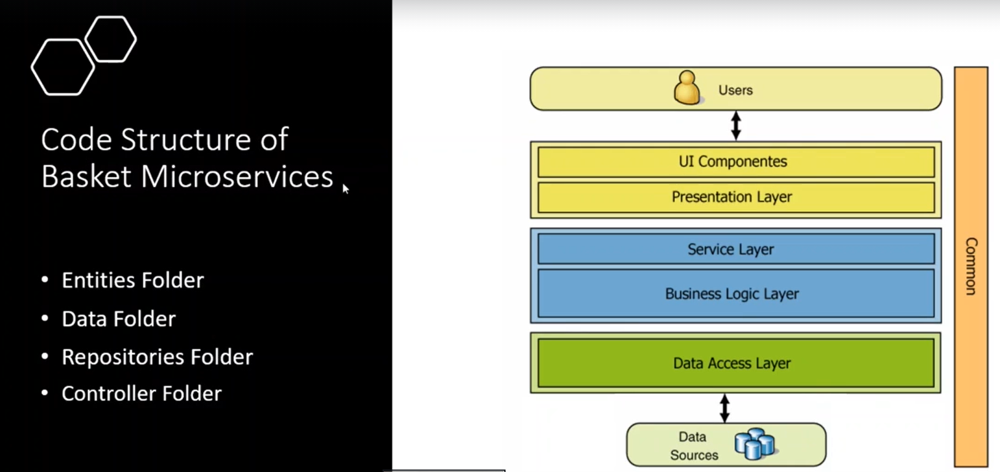 Code Structure of
Basket Microservices
• Entities Folder
• Data Folder
• Repositories Folder
• Controller Folder
Users
UI Componentes
Presentation Layer
Service Layer
Business Logic Layer
Data Access Layer
Data
Sources
Common